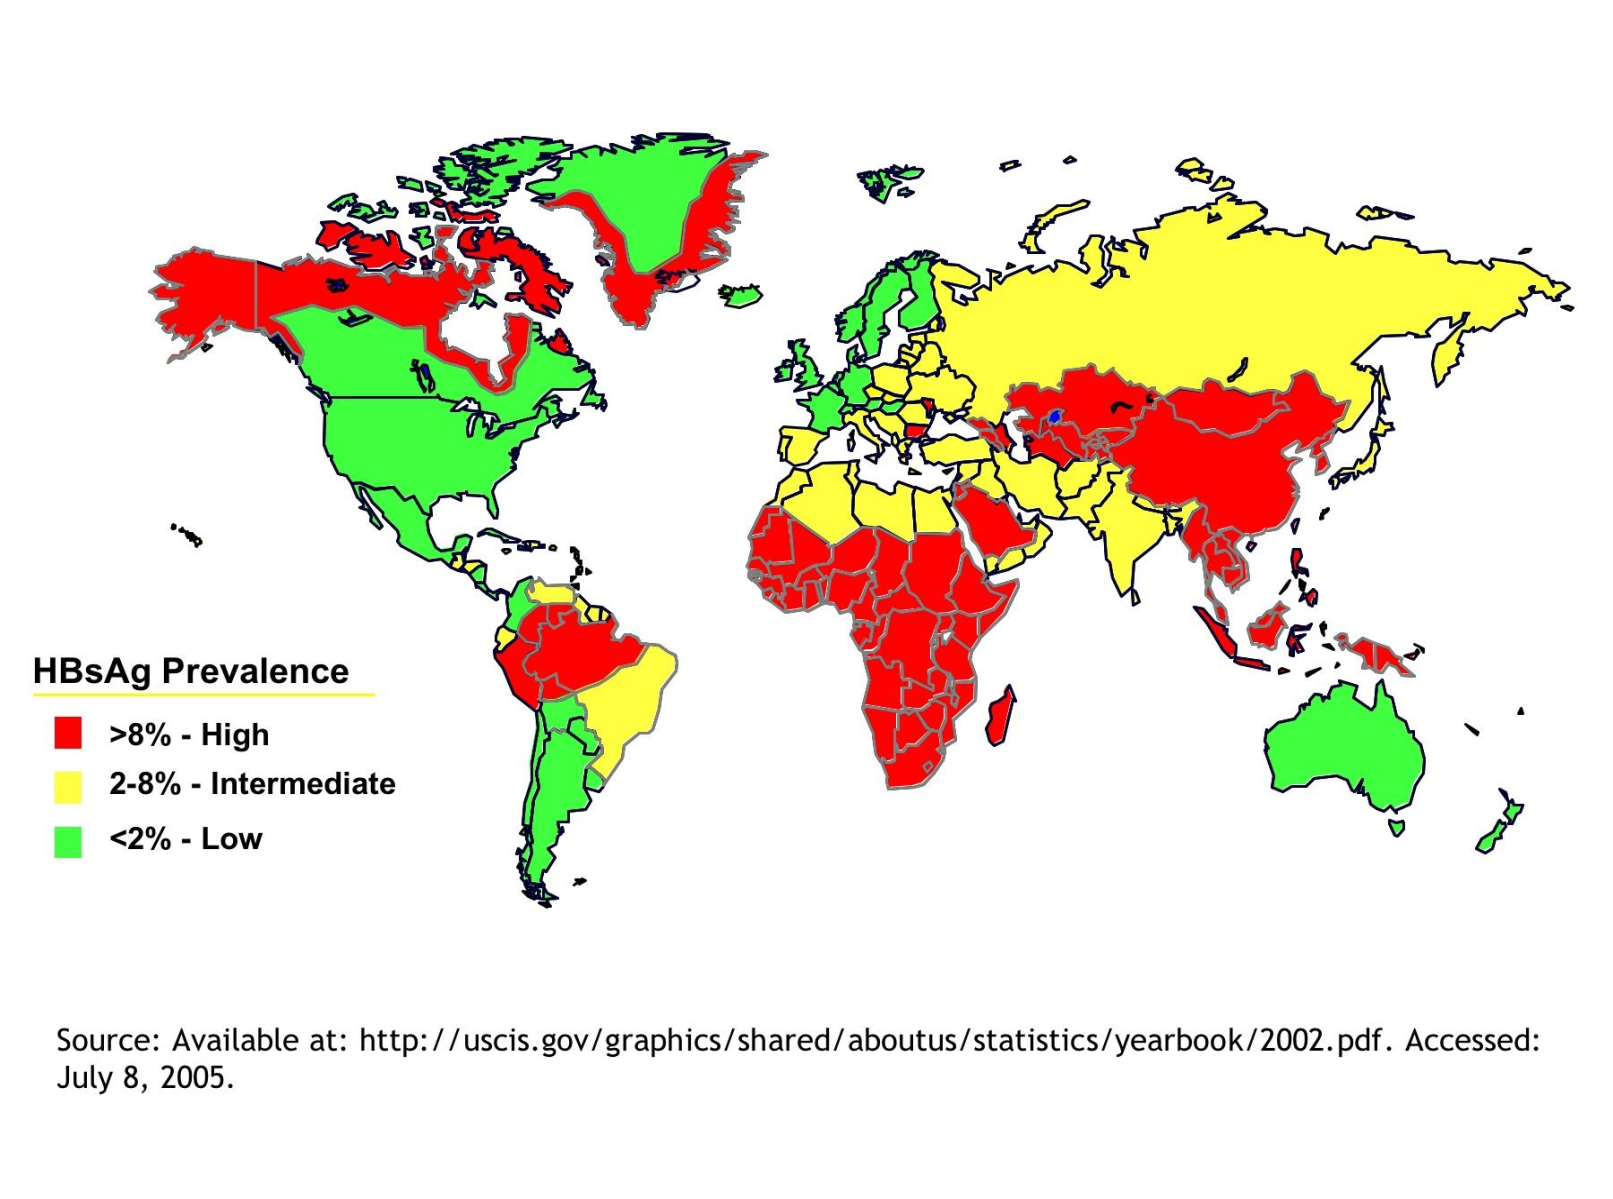 HBsAg Prevalence
>8% - High
2-8% - Intermediate
<2% - Low
Source: Available at: http://uscis.gov/graphics/shared/aboutus/statistics/yearbook/2002.pdf. Accessed:
July 8, 2005.